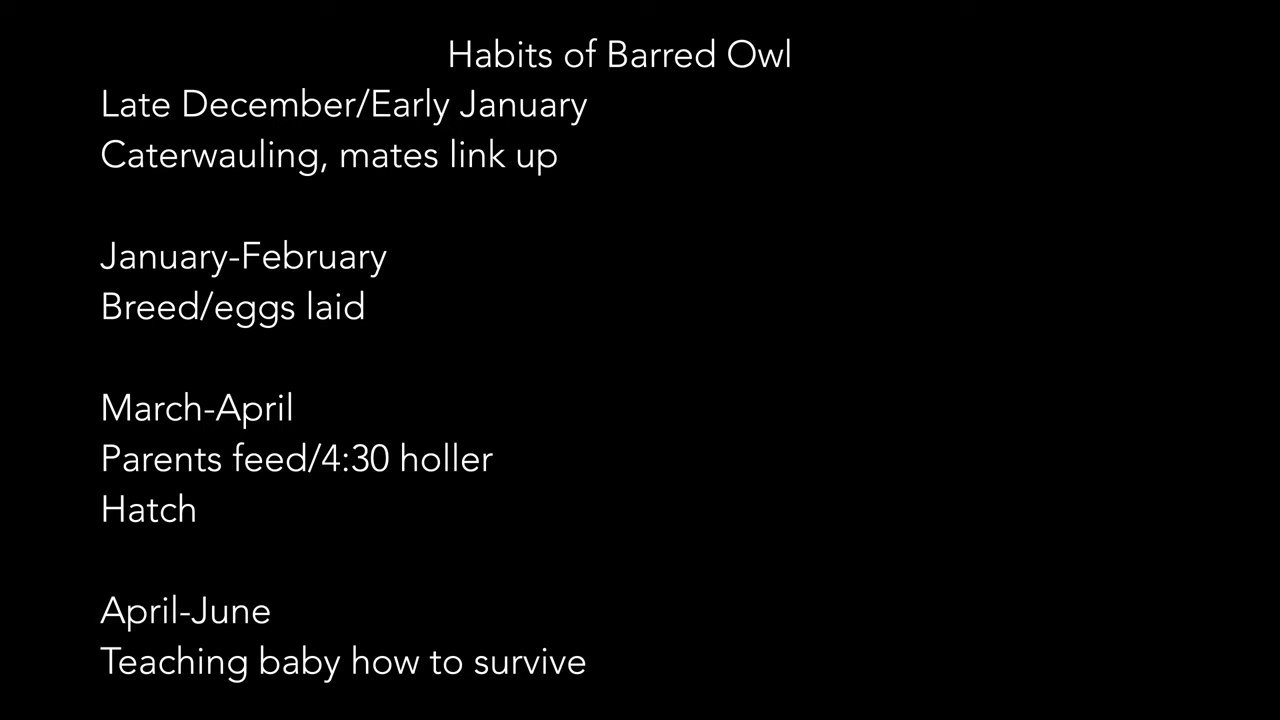 Habits of Barred Owl
Late December/Early January
Caterwauling, mates link up
January-February
Breed/eggs laid
March-April
Parents feed/4:30 holler
Hatch
April-June
Teaching baby how to survive